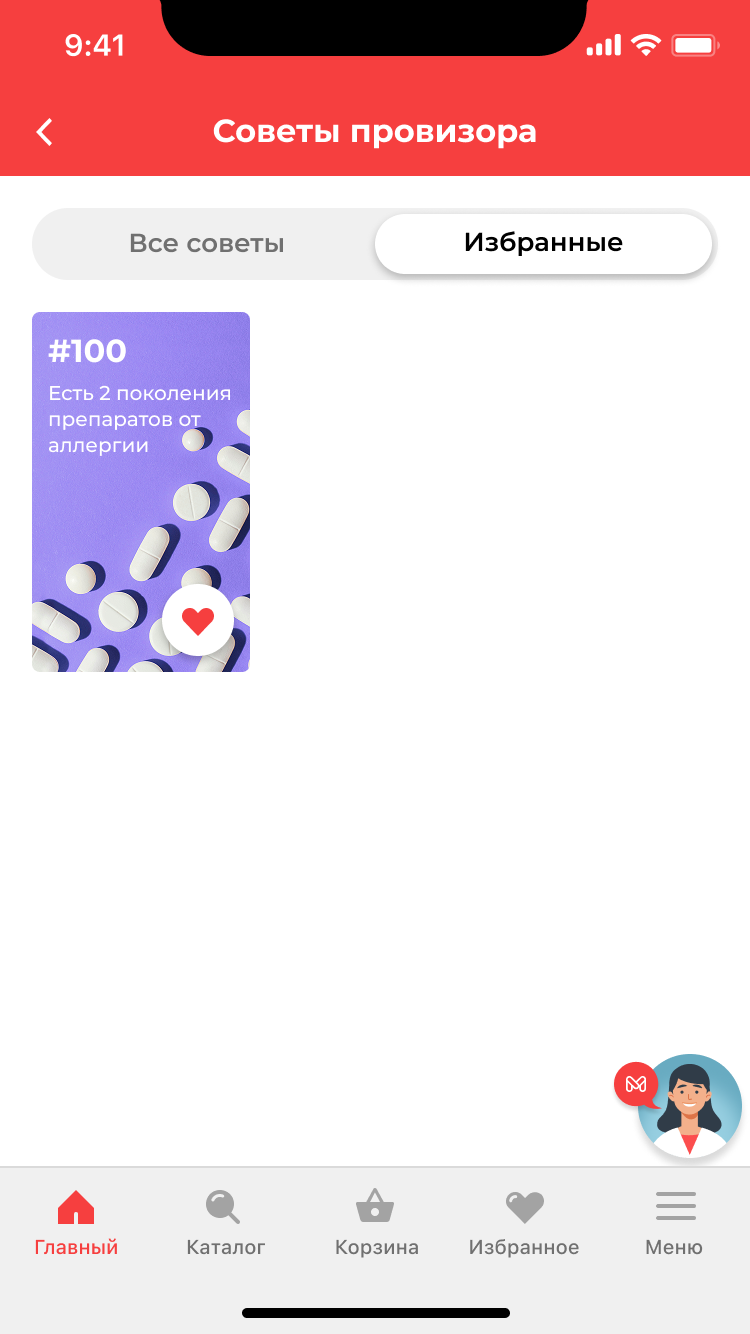 9:41
Советы провизора
Все советы
Избранные
#100
Есть 2 поколения
препаратов от
аллергии
Главный
Каталог
Корзина
Избранное
Меню